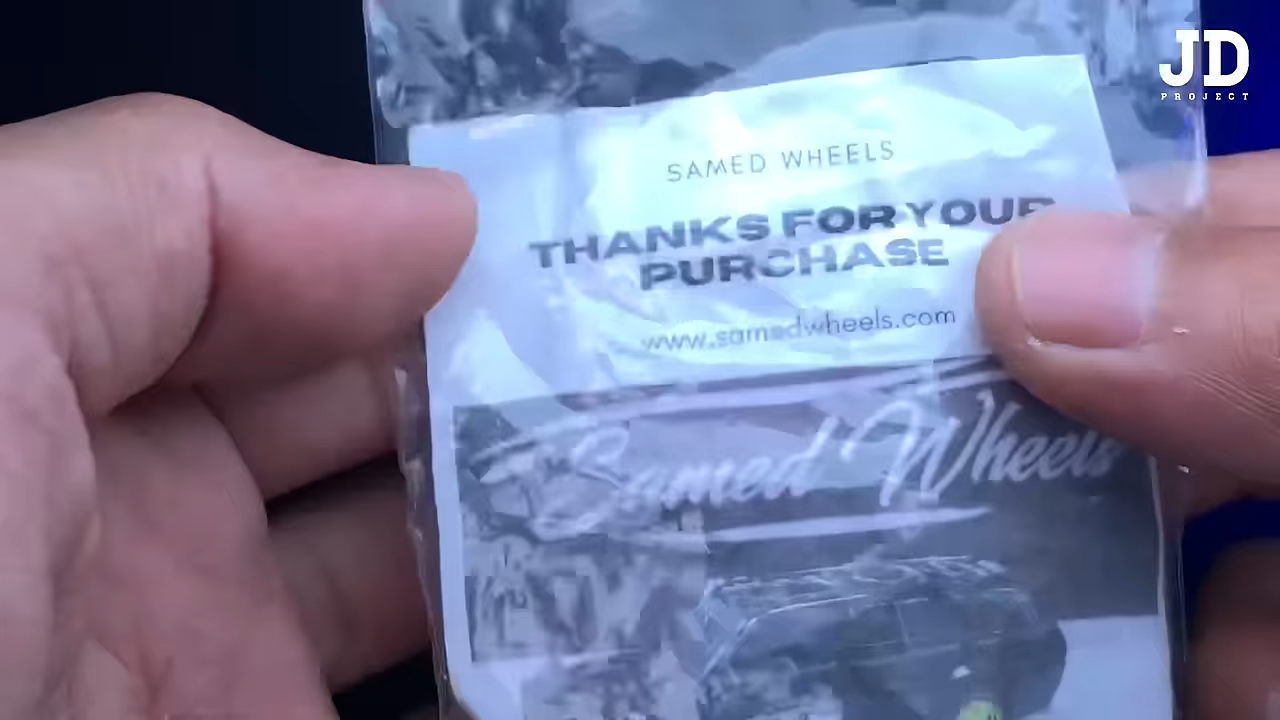 JD
PROJECT
SAMED WHEELS
THANKS FOR YOUR
PURCHASE
www.samedwheels.com
Samed Wheels